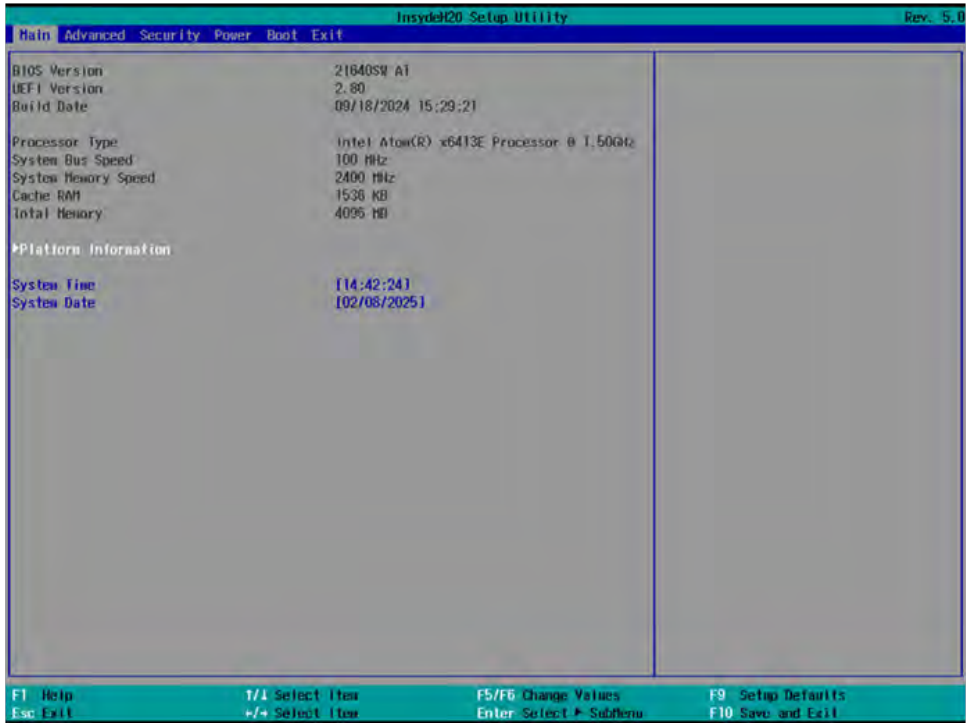 InsydeH2O Setup Utility Rev. 5.0
Main Advanced Security Power Boot Exit
BIOS Version 21640SW A1
UEFI Version 2.80
Build Date 09/18/2024 15:29:21
Processor Type Intel Atom(R) x6413E Processor @ 1.50GHz
System Bus Speed 100 MHz
System Memory Speed 2400 MHz
Cache RAM 1536 KB
Total Memory 4096 MB
▶Platform Information
System Time [14:42:24]
System Date [02/08/2025]
F1 Help ↑/↓ Select Item F5/F6 Change Values F9 Setup Defaults
Esc Exit ←/→ Select Item Enter Select ▶ SubMenu F10 Save and Exit